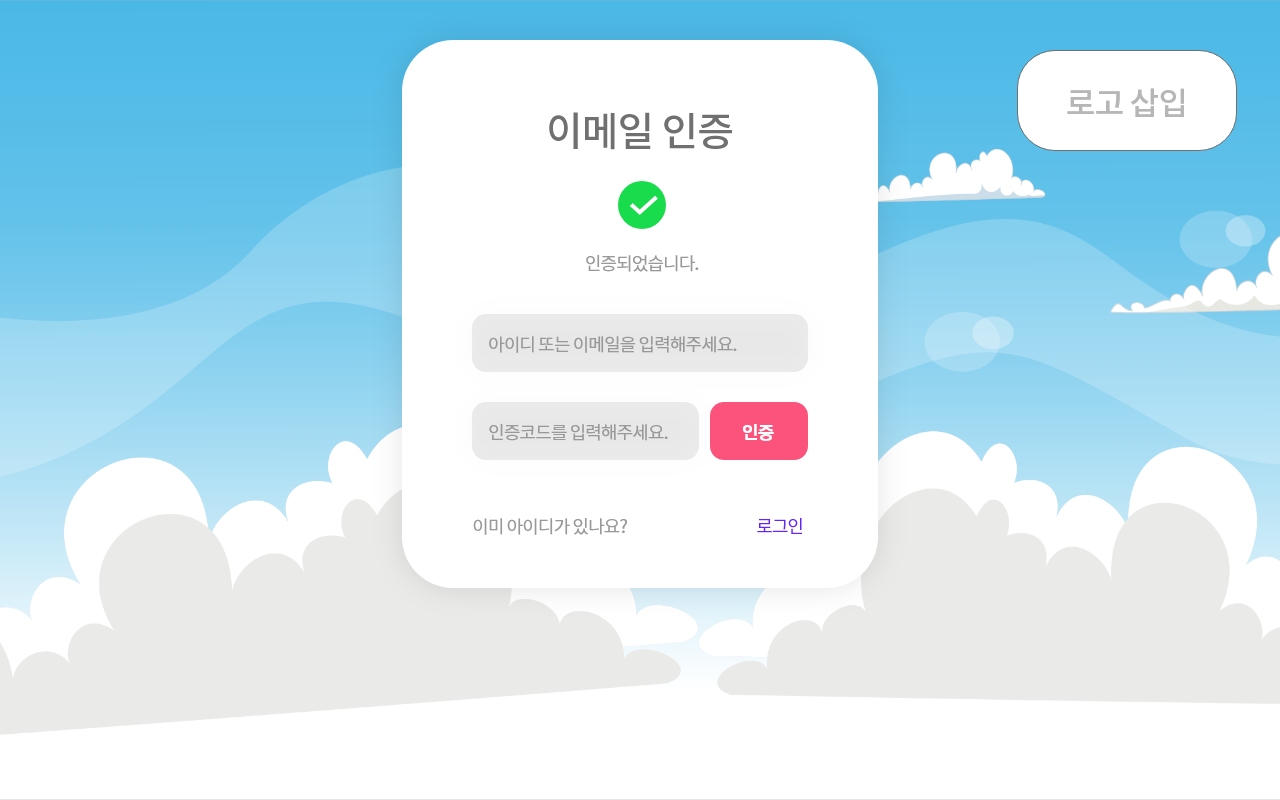 로고 삽입
이메일 인증
인증되었습니다.
아이디 또는 이메일을 입력해주세요.
인증코드를 입력해주세요.
인증
이미 아이디가 있나요?
로그인